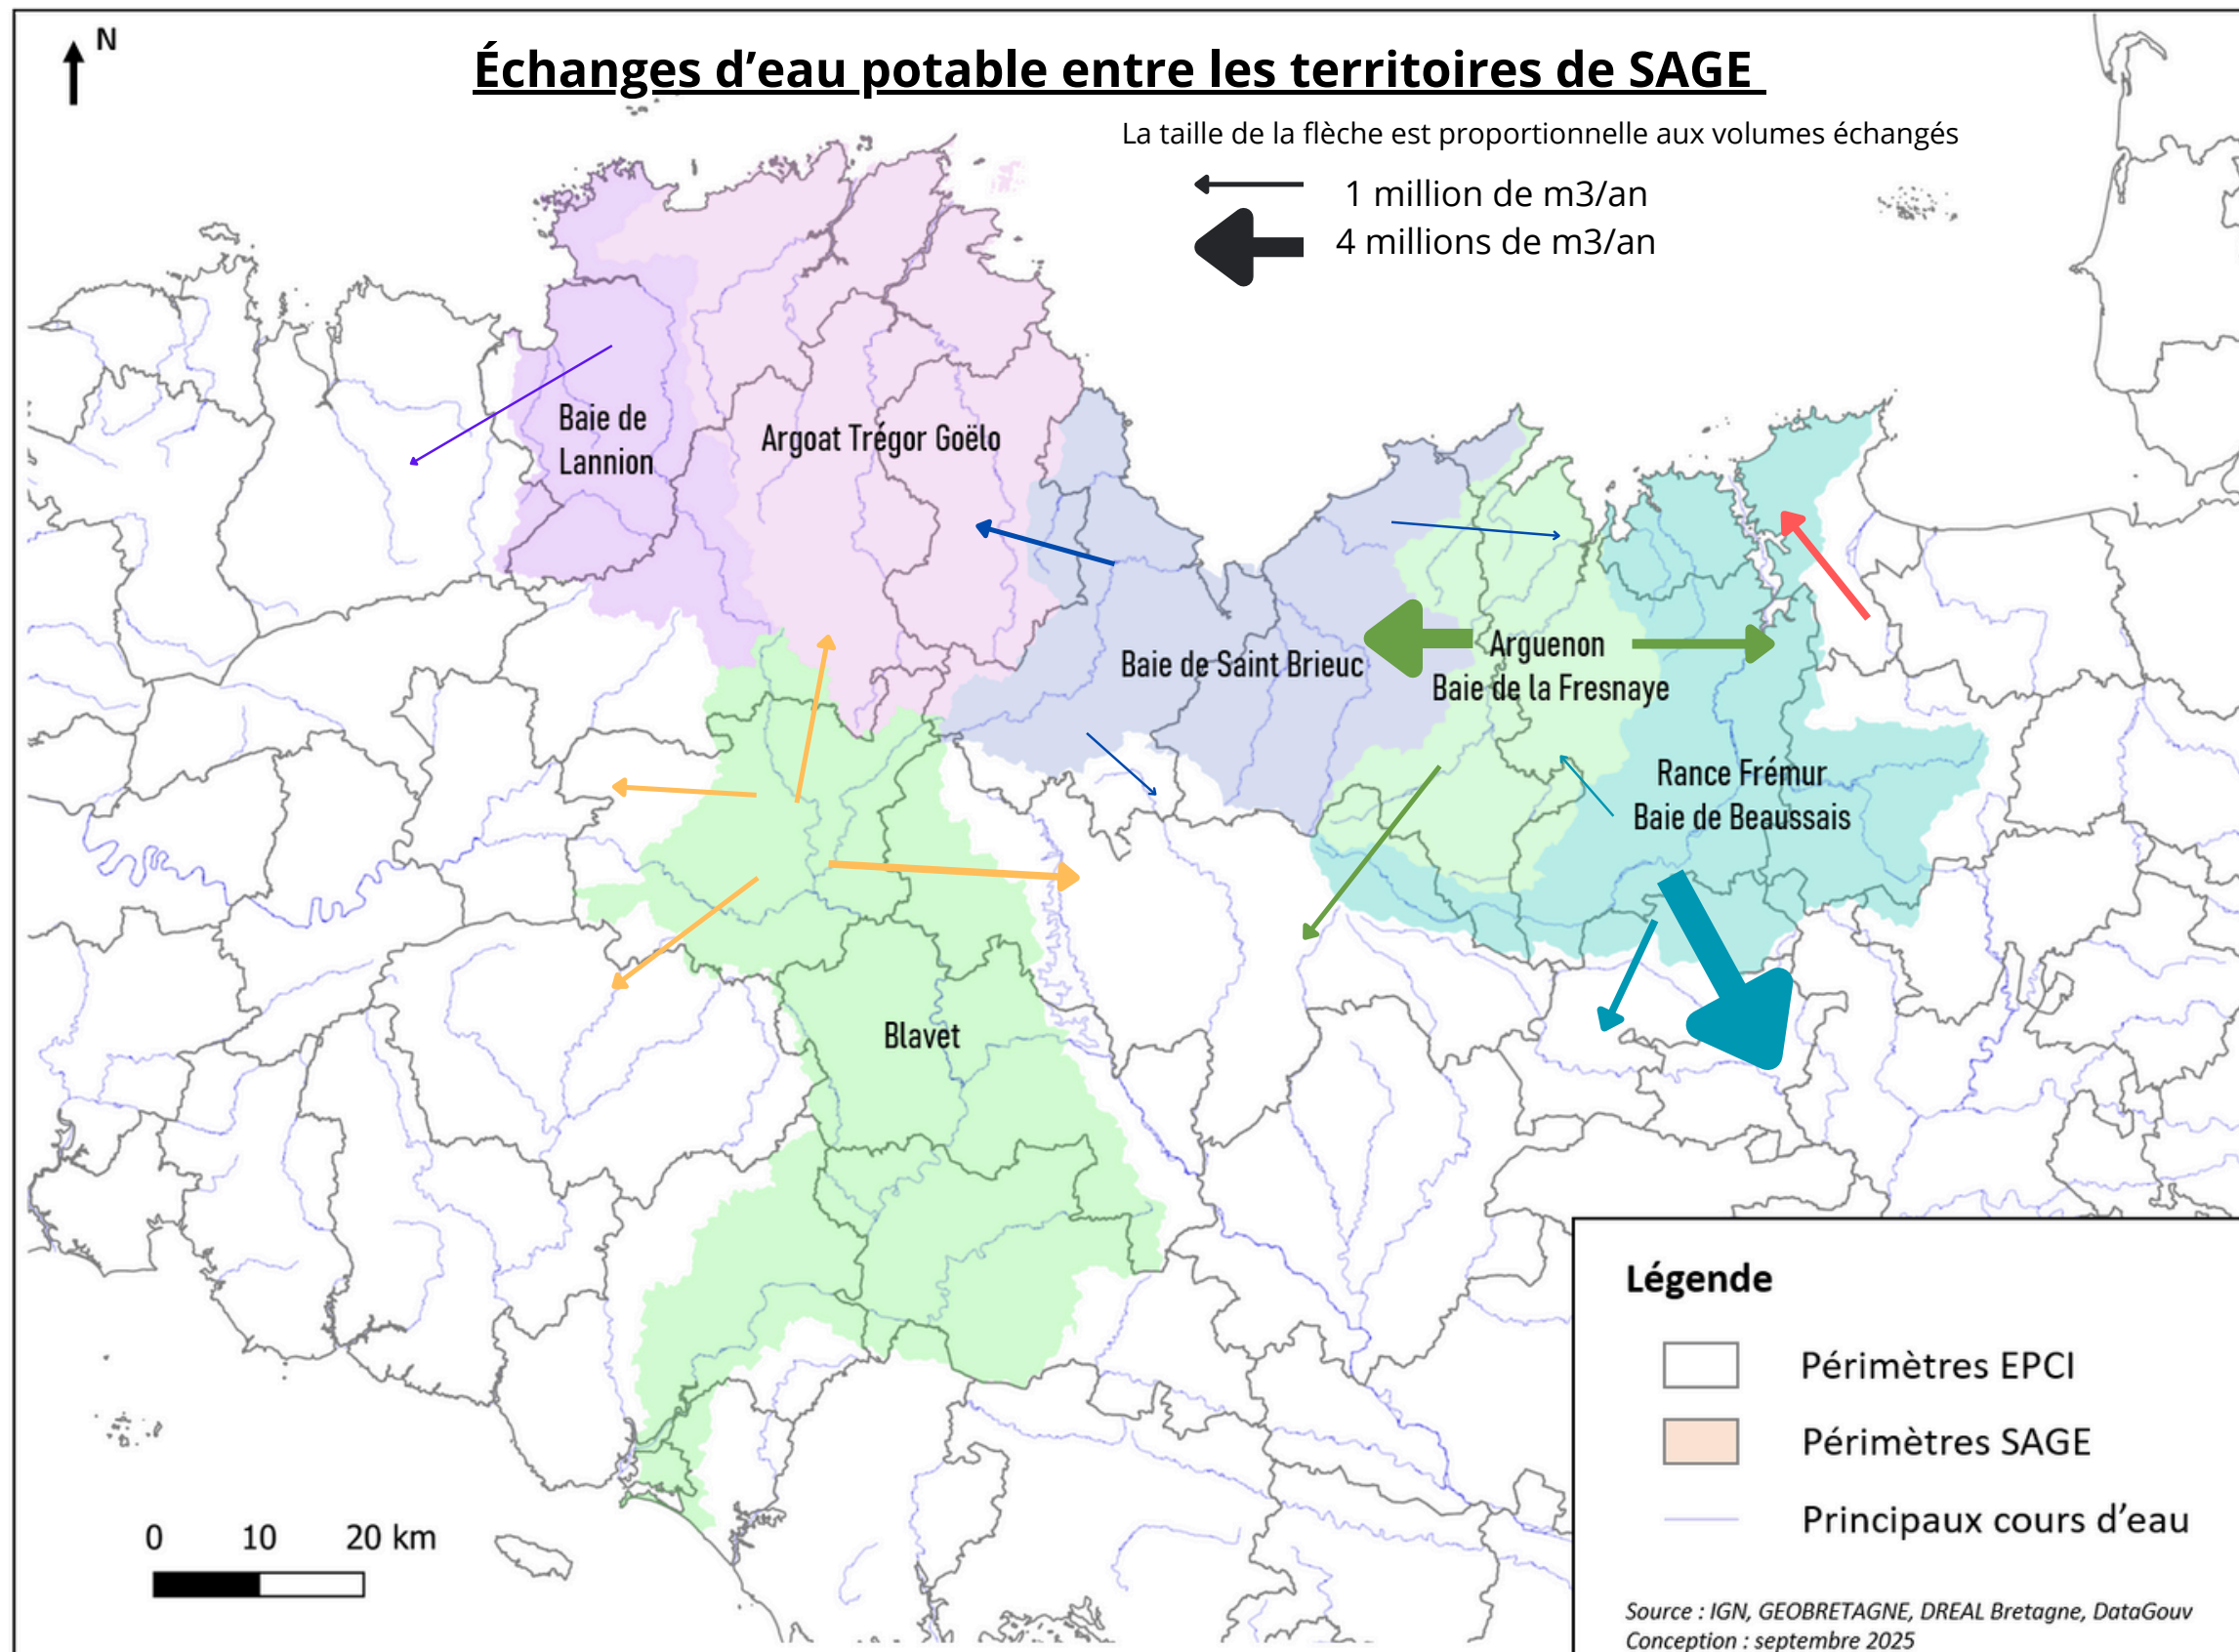 N
Échanges d’eau potable entre les territoires de SAGE
La taille de la flèche est proportionnelle aux volumes échangés
1 million de m3/an
4 millions de m3/an
Baie de
Lannion
Argoat Trégor Goëlo
Baie de Saint Brieuc
Arguenon
Baie de la Fresnaye
Rance Frémur
Baie de Beaussais
Blavet
Légende
Périmètres EPCI
Périmètres SAGE
Principaux cours d’eau
0 10 20 km
Source : IGN, GEOBRETAGNE, DREAL Bretagne, DataGouv
Conception : septembre 2025